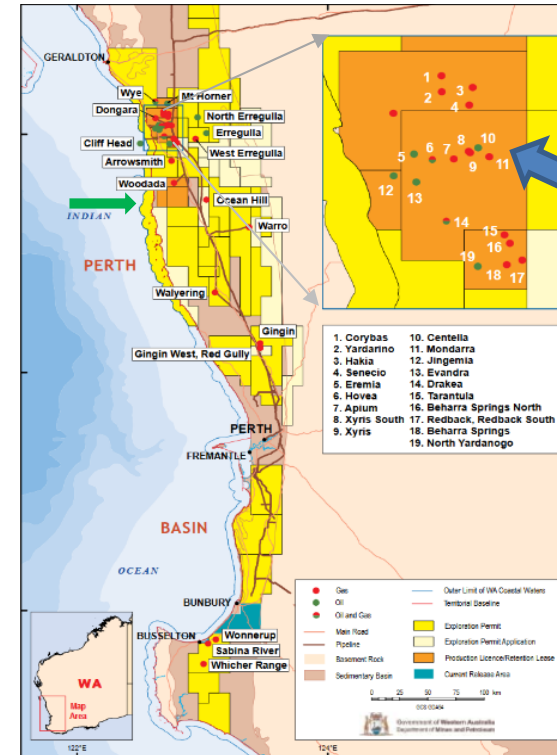 GERALDTON
Wye
Mt Horner
Dongara
North Erregulla
Cliff Head
Erregulla
Arrowsmith
West Erregulla
Woodada
INDIAN
Ocean Hill
Warro
PERTH
Walyering
Gingin
Gingin West, Red Gully
PERTH
FREMANTLE
BASIN
OCEAN
BUNBURY
BUSSELTON
Wonnerup
Sabina River
Whicher Range
1
2
3
4
5
6
7
8
9
10
11
12
13
14
15
16
17
18
19
1. Corybas
2. Yardarino
3. Hakia
4. Senecio
5. Eremia
6. Hovea
7. Apium
8. Xyris South
9. Xyris
10. Centella
11. Mondarra
12. Jingemia
13. Evandra
14. Drakea
15. Tarantula
16. Beharra Springs North
17. Redback, Redback South
18. Beharra Springs
19. North Yardanogo
Gas
Oil
Oil and Gas
Main Road
Pipeline
Basement Rock
Sedimentary Basin
Outer Limit of WA Coastal Waters
Territorial Baseline
Exploration Permit
Exploration Permit Application
Production Licence/Retention Lease
Current Release Area
0 20 40 60 80 100 km
Government of Western Australia
Department of Mines and Petroleum
WA
Map
Area
122°E
124°E